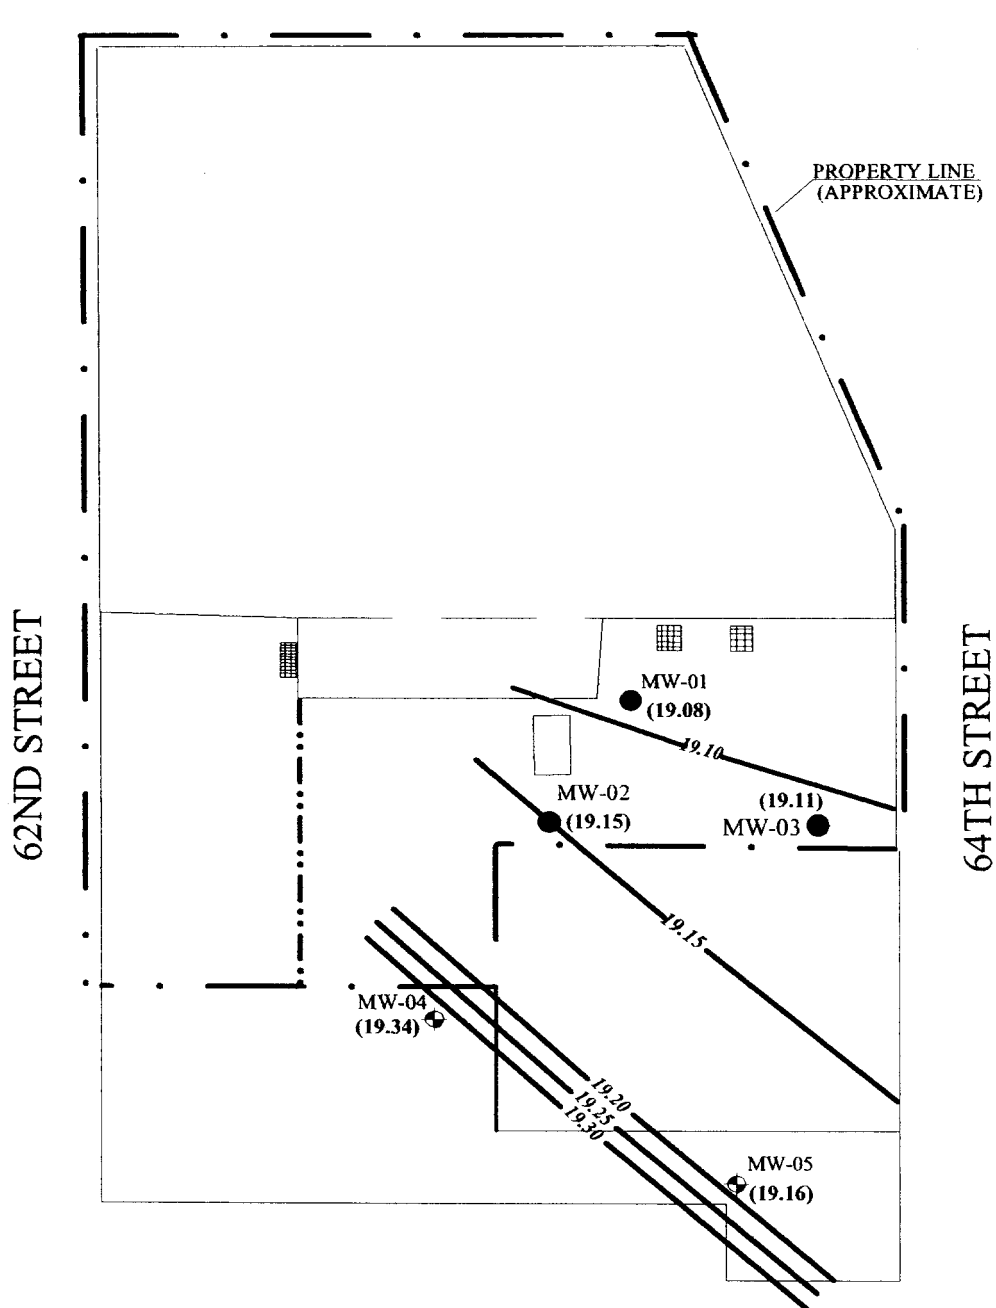 PROPERTY LINE
(APPROXIMATE)
62ND STREET
64TH STREET
MW-01
(19.08)
19.10
MW-02
(19.15)
(19.11)
MW-03
19.15
MW-04
(19.34)
19.20
19.25
19.30
MW-05
(19.16)